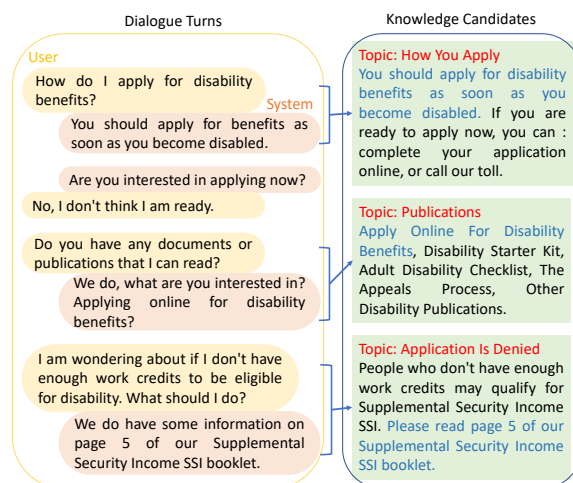 Dialogue Turns
Knowledge Candidates
User
How do I apply for disability
benefits?
System
You should apply for benefits as
soon as you become disabled.
Are you interested in applying now?
No, I don't think I am ready.
Do you have any documents or
publications that I can read?
We do, what are you interested in?
Applying online for disability
benefits?
I am wondering about if I don't have
enough work credits to be eligible
for disability. What should I do?
We do have some information on
page 5 of our Supplemental
Security Income SSI booklet.
Topic: How You Apply
You should apply for disability
benefits as soon as you
become disabled. If you are
ready to apply now, you can :
complete your application
online, or call our toll.
Topic: Publications
Apply Online For Disability
Benefits, Disability Starter Kit,
Adult Disability Checklist, The
Appeals Process, Other
Disability Publications.
Topic: Application Is Denied
People who don't have enough
work credits may qualify for
Supplemental Security Income
SSI. Please read page 5 of our
Supplemental Security Income
SSI booklet.